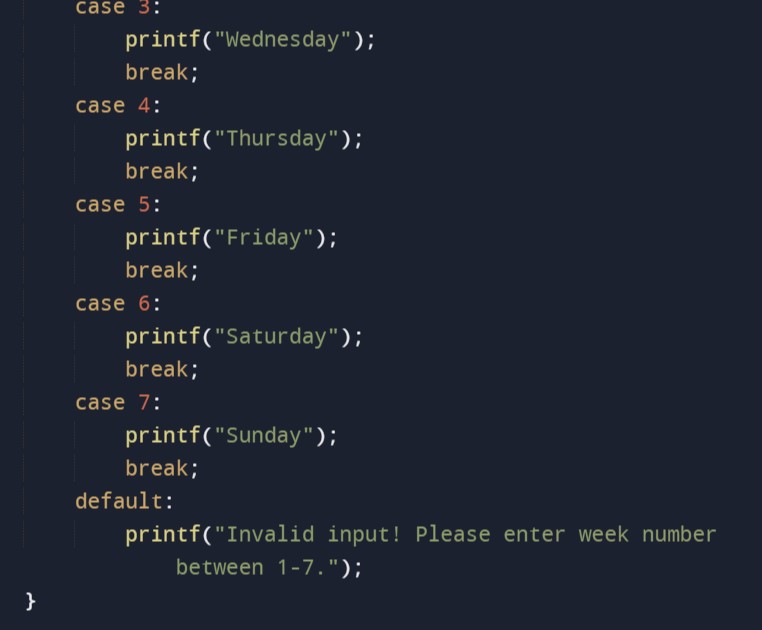 case 3:
printf("Wednesday");
break;
case 4:
printf("Thursday");
break;
case 5:
printf("Friday");
break;
case 6:
printf("Saturday");
break;
case 7:
printf("Sunday");
break;
default:
printf("Invalid input! Please enter week number
between 1-7.");
}